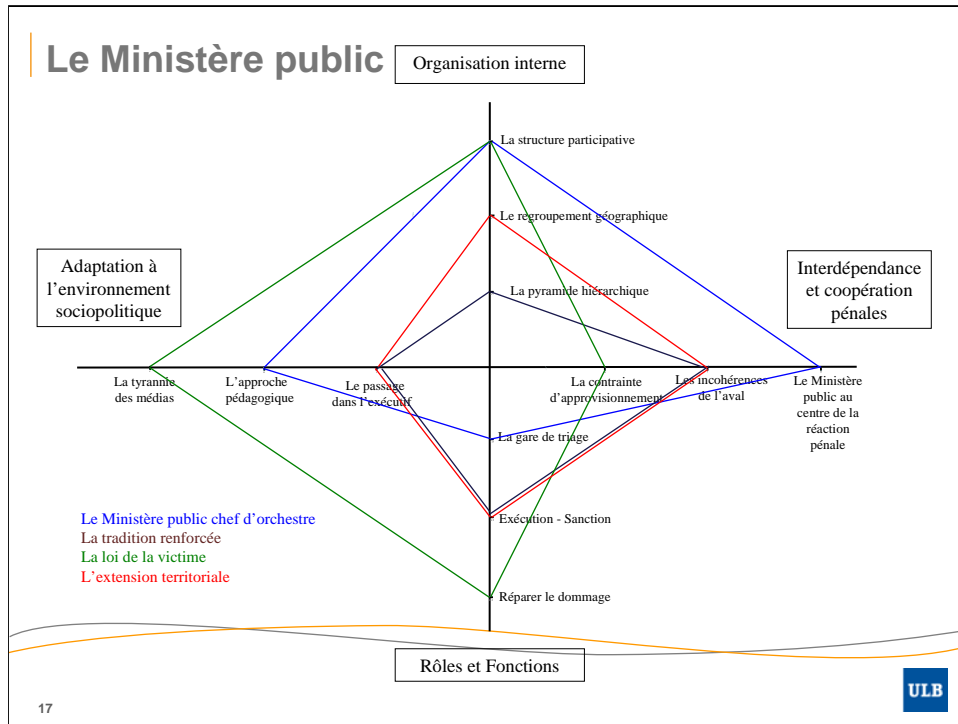 Le Ministère public
Organisation interne
La structure participative
Le regroupement géographique
Adaptation à
l’environnement
sociopolitique
Interdépendance
et coopération
pénales
La pyramide hiérarchique
La tyrannie
des médias
L’approche
pédagogique
Le passage
dans l’exécutif
La contrainte
d’approvisionnement
Les incohérences
de l’aval
Le Ministère
public au
centre de la
réaction
pénale
La gare de triage
Exécution - Sanction
Le Ministère public chef d’orchestre
La tradition renforcée
La loi de la victime
L’extension territoriale
Réparer le dommage
Rôles et Fonctions
ULB
17